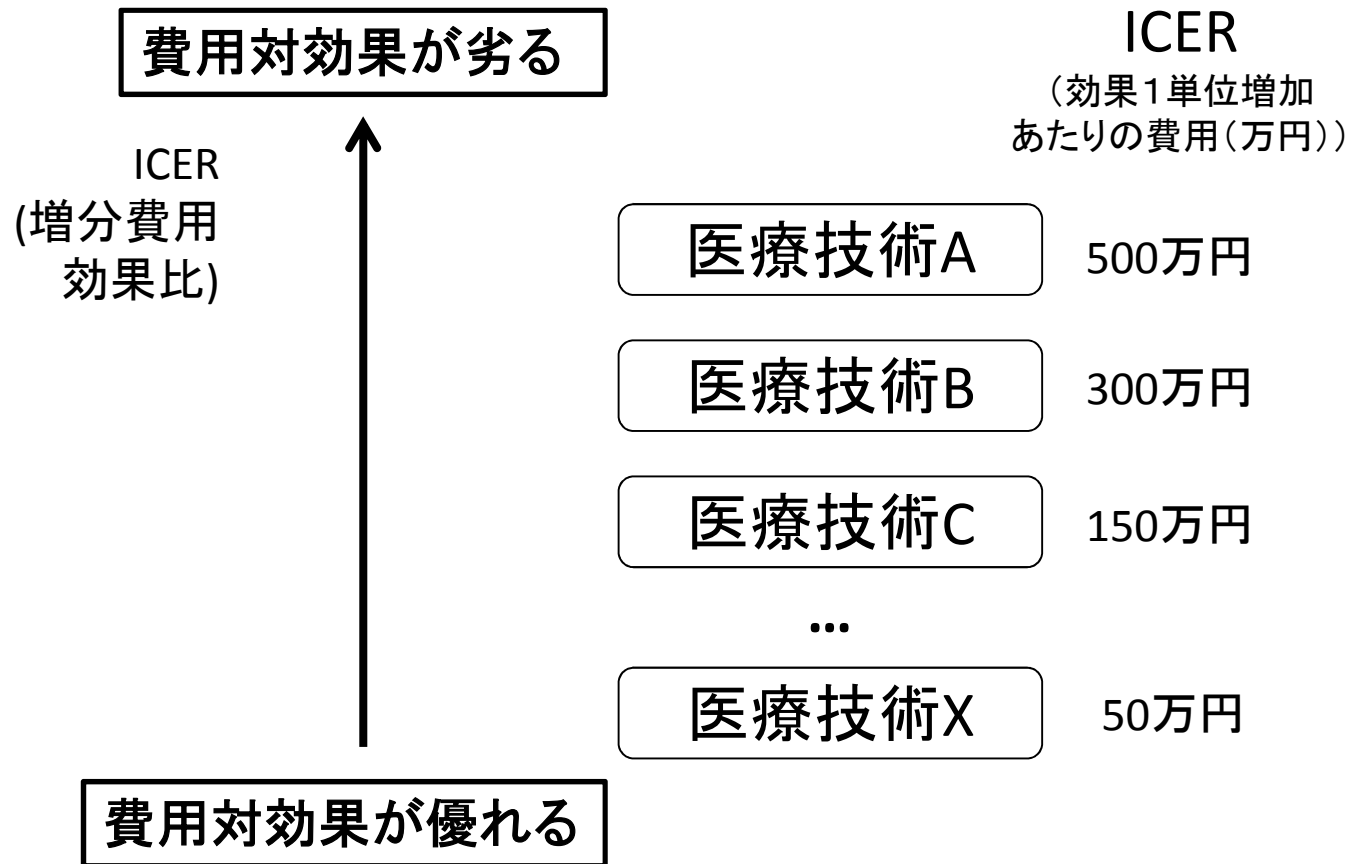 費用対効果が劣る
ICER
(増分費用
効果比)
ICER
（効果１単位増加
あたりの費用（万円））
医療技術A 500万円
医療技術B 300万円
医療技術C 150万円
…
医療技術X 50万円
費用対効果が優れる